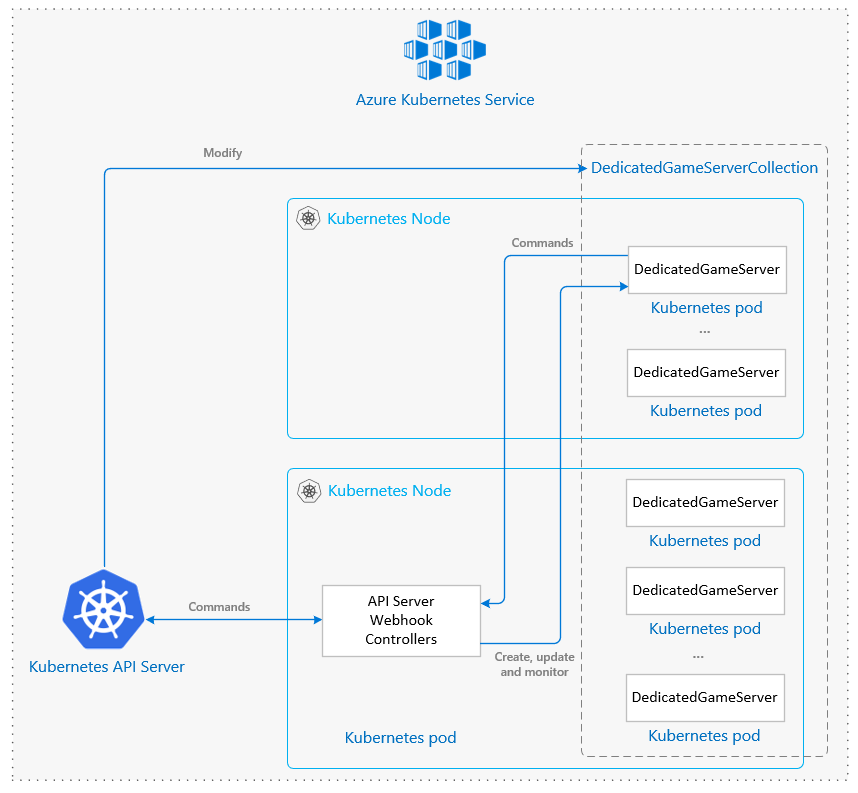 Azure Kubernetes Service
Modify
DedicatedGameServerCollection
Kubernetes Node
Commands
DedicatedGameServer
Kubernetes pod
...
DedicatedGameServer
Kubernetes pod
Kubernetes Node
DedicatedGameServer
Kubernetes pod
DedicatedGameServer
Kubernetes pod
...
DedicatedGameServer
Kubernetes pod
API Server
Webhook
Controllers
Commands
Kubernetes API Server
Create, update
and monitor
Kubernetes pod